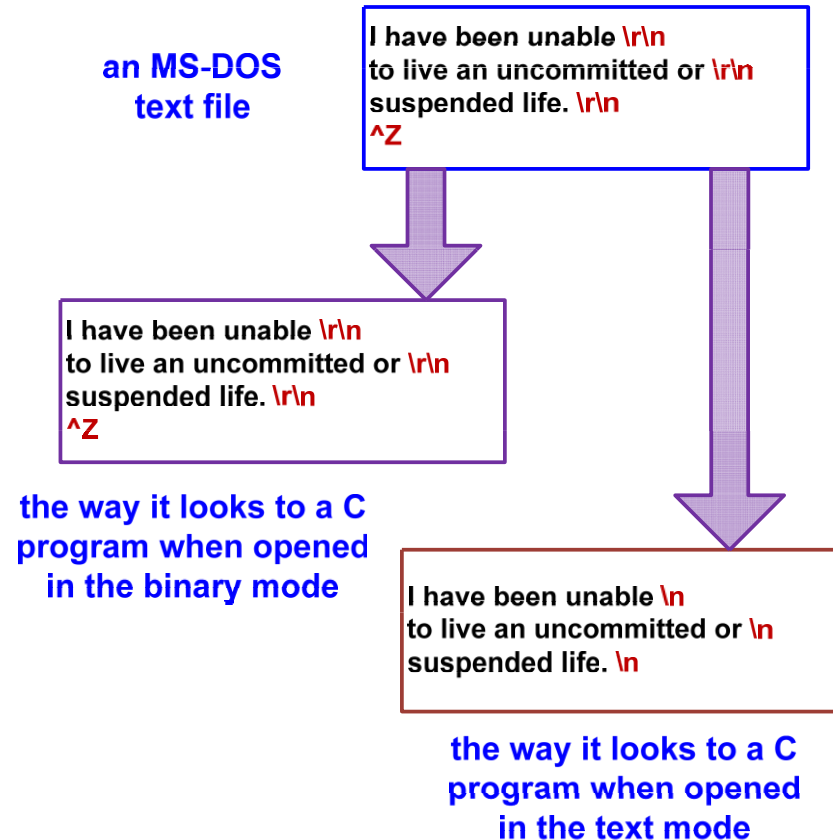 an MS-DOS
text file
I have been unable \r\n
to live an uncommitted or \r\n
suspended life. \r\n
^Z
I have been unable \r\n
to live an uncommitted or \r\n
suspended life. \r\n
^Z
the way it looks to a C
program when opened
in the binary mode
I have been unable \n
to live an uncommitted or \n
suspended life. \n
the way it looks to a C
program when opened
in the text mode